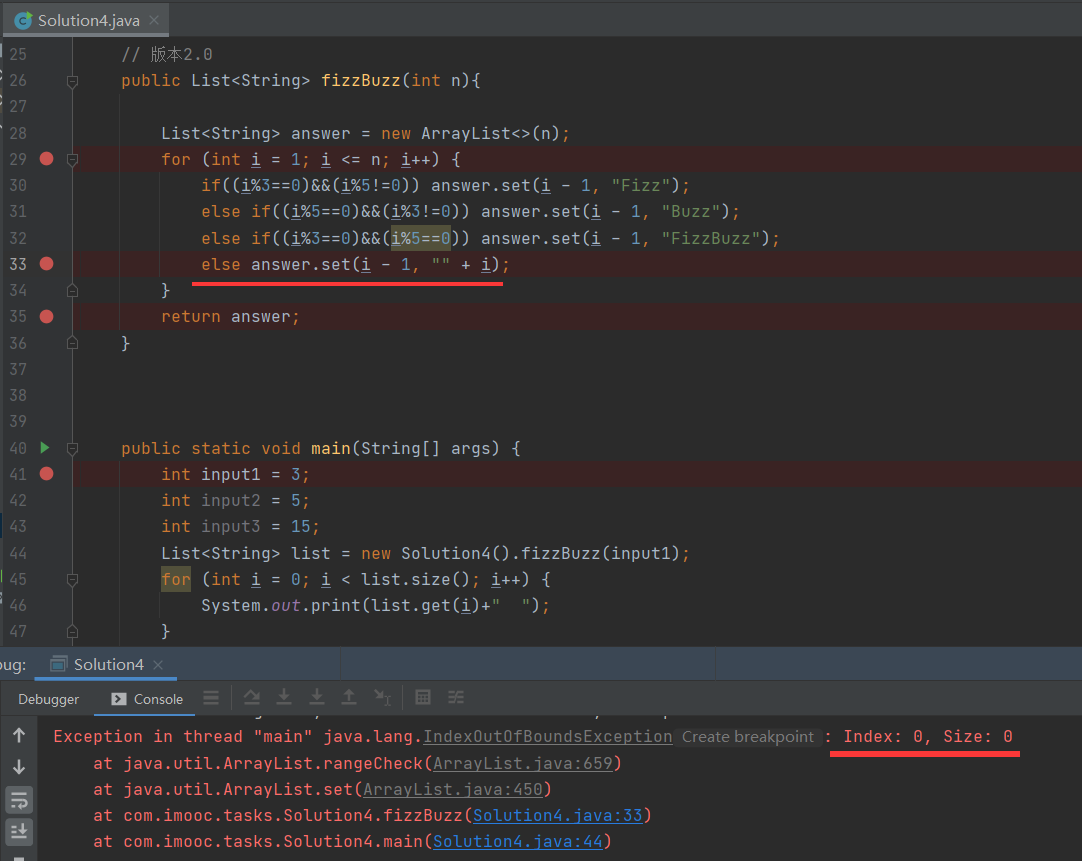 Solution4.java
25 // 版本2.0
26 public List<String> fizzBuzz(int n){
27
28 List<String> answer = new ArrayList<>(n);
29 for (int i = 1; i <= n; i++) {
30 if((i%3==0)&&(i%5!=0)) answer.set(i - 1, "Fizz");
31 else if((i%5==0)&&(i%3!=0)) answer.set(i - 1, "Buzz");
32 else if((i%3==0)&&(i%5==0)) answer.set(i - 1, "FizzBuzz");
33 else answer.set(i - 1, "" + i);
34 }
35 return answer;
36 }
37
38
39
40 public static void main(String[] args) {
41 int input1 = 3;
42 int input2 = 5;
43 int input3 = 15;
44 List<String> list = new Solution4().fizzBuzz(input1);
45 for (int i = 0; i < list.size(); i++) {
46 System.out.print(list.get(i)+"  ");
47 }
bug: Solution4
Debugger Console
Exception in thread "main" java.lang.IndexOutOfBoundsException Create breakpoint : Index: 0, Size: 0
at java.util.ArrayList.rangeCheck(ArrayList.java:659)
at java.util.ArrayList.set(ArrayList.java:450)
at com.imooc.tasks.Solution4.fizzBuzz(Solution4.java:33)
at com.imooc.tasks.Solution4.main(Solution4.java:44)